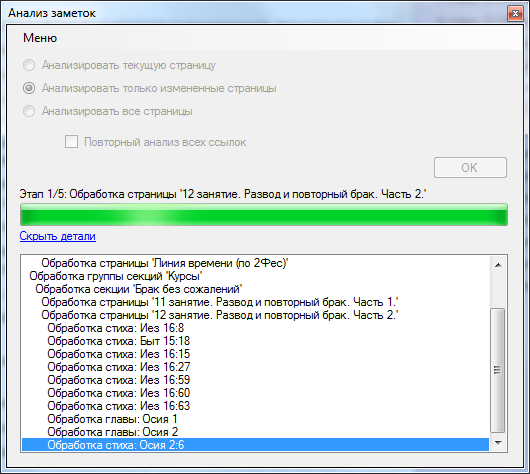 Анализ заметок
Меню
Анализировать текущую страницу
Анализировать только измененные страницы
Анализировать все страницы
Повторный анализ всех ссылок
ОК
Этап 1/5: Обработка страницы '12 занятие. Развод и повторный брак. Часть 2.'
Скрыть детали
Обработка страницы 'Линия времени (по 2Фес)'
Обработка группы секций 'Курсы'
Обработка секции 'Брак без сожалений'
Обработка страницы '11 занятие. Развод и повторный брак. Часть 1.'
Обработка страницы '12 занятие. Развод и повторный брак. Часть 2.'
Обработка стиха: Иез 16:8
Обработка стиха: Быт 15:18
Обработка стиха: Иез 16:15
Обработка стиха: Иез 16:27
Обработка стиха: Иез 16:59
Обработка стиха: Иез 16:60
Обработка стиха: Иез 16:63
Обработка главы: Осия 1
Обработка главы: Осия 2
Обработка стиха: Осия 2:6